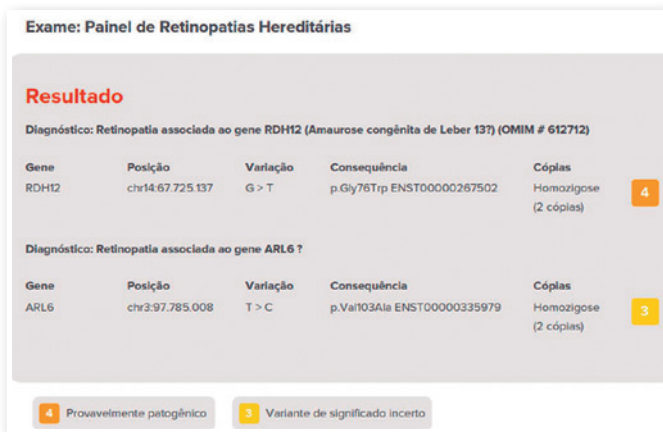 Exame: Painel de Retinopatias Hereditárias
Resultado
Diagnóstico: Retinopatia associada ao gene RDH12 (Amaurose congênita de Leber 13?) (OMIM # 612712)
Gene Posição Variação Consequência Cópias
RDH12 chr14:67.725.137 G > T p.Gly76Trp ENST00000267502 Homozigose 4
(2 cópias)
Diagnóstico: Retinopatia associada ao gene ARL6 ?
Gene Posição Variação Consequência Cópias
ARL6 chr3:97.785.008 T > C p.Val103Ala ENST00000335979 Homozigose 3
(2 cópias)
4 Provavelmente patogênico 3 Variante de significado incerto